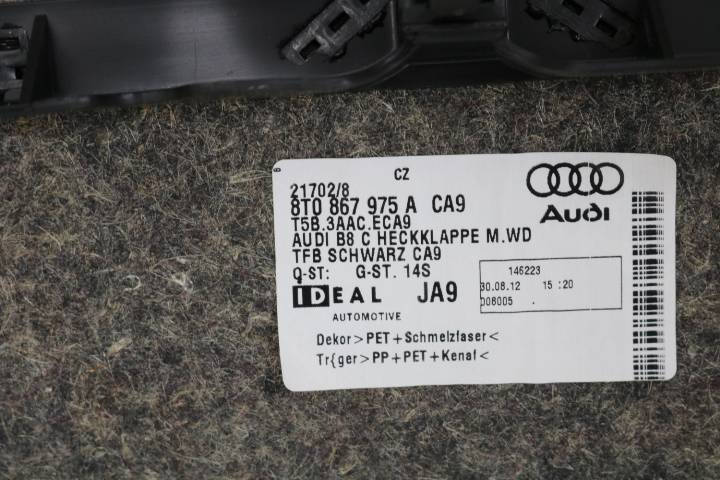 CZ
21702/8
8T0 867 975 A CA9
T5B.3AAC.ECA9
AUDI B8 C HECKKLAPPE M.WD
TFB SCHWARZ CA9
Q-ST: G-ST. 14S
IDEAL JA9
AUTOMOTIVE
Audi
146223
30.08.12 15:20
006005 .
Dekor>PET+Schmelzfaser<
Tr{ger>PP+PET+Kenaf<